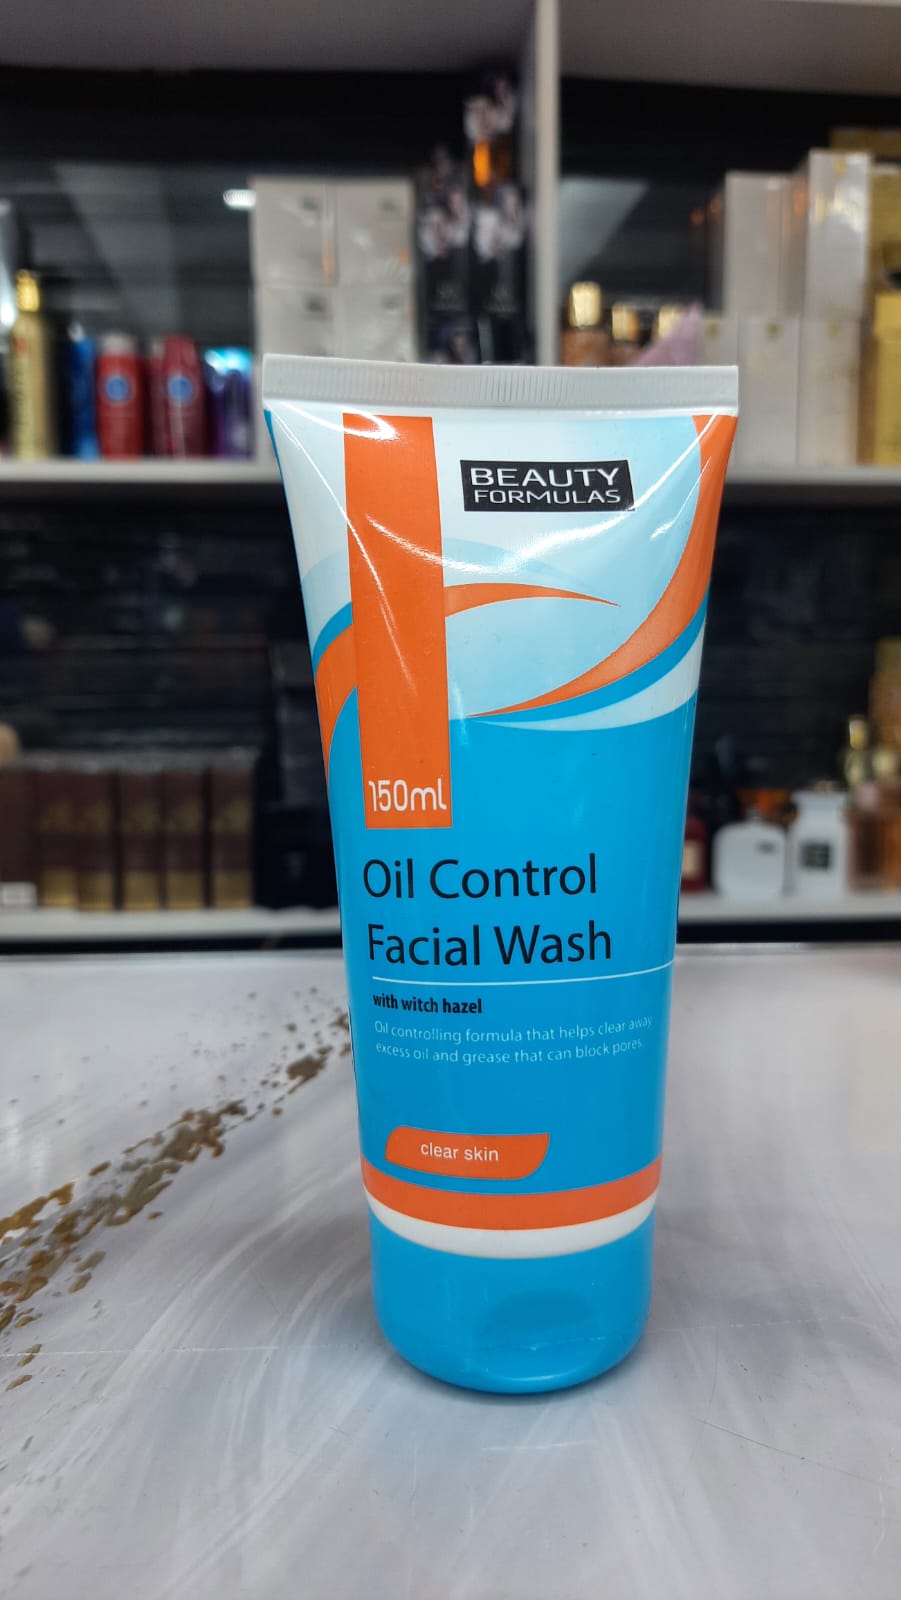 BEAUTY
FORMULAS
150ml
Oil Control
Facial Wash
with witch hazel
Oil controlling formula that helps clear away
excess oil and grease that can block pores.
clear skin